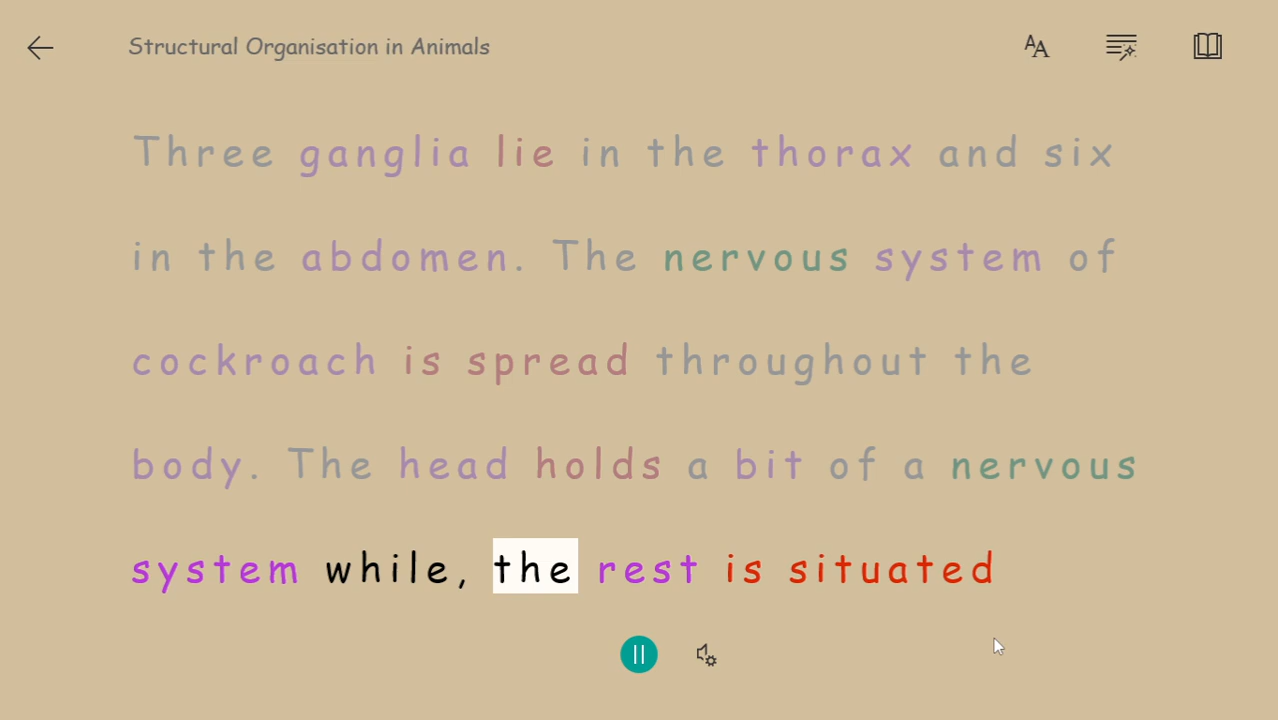 Structural Organisation in Animals
Three ganglia lie in the thorax and six
in the abdomen. The nervous system of
cockroach is spread throughout the
body. The head holds a bit of a nervous
system while, the rest is situated